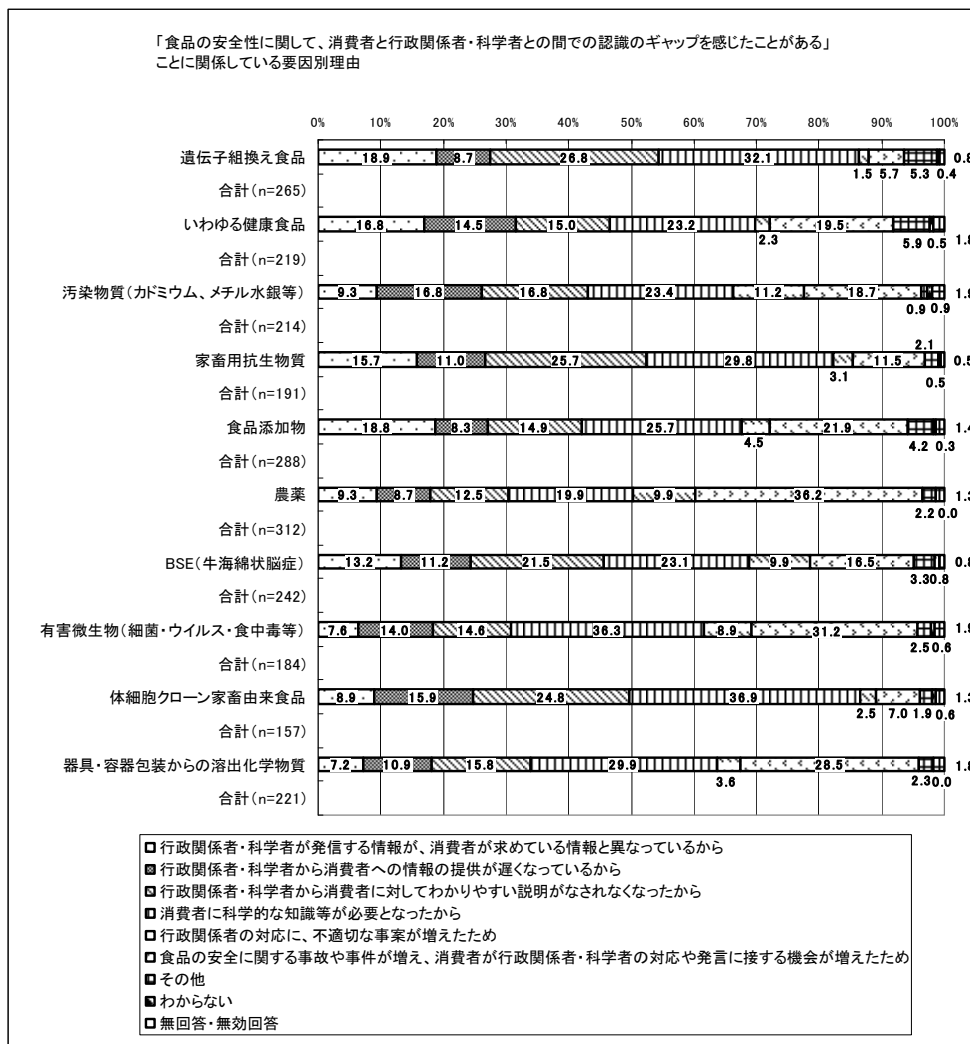 「食品の安全性に関して、消費者と行政関係者・科学者との間での認識のギャップを感じたことがある」
ことに関係している要因別理由
0% 10% 20% 30% 40% 50% 60% 70% 80% 90% 100%
遺伝子組換え食品 18.9 8.7 26.8 32.1 1.5 5.7 5.3 0.4 0.8
合計(n=265)
いわゆる健康食品 16.8 14.5 15.0 23.2 2.3 19.5 5.9 0.5 1.8
合計(n=219)
汚染物質(カドミウム、メチル水銀等) 9.3 16.8 16.8 23.4 11.2 18.7 0.9 0.9
合計(n=214)
家畜用抗生物質 15.7 11.0 25.7 29.8 3.1 11.5 2.1 0.5 0.5
合計(n=191)
食品添加物 18.8 8.3 14.9 25.7 4.5 21.9 4.2 0.3 1.4
合計(n=288)
農薬 9.3 8.7 12.5 19.9 9.9 36.2 2.2 0.0 1.3
合計(n=312)
BSE(牛海綿状脳症) 13.2 11.2 21.5 23.1 9.9 16.5 3.3 0.8 0.8
合計(n=242)
有害微生物(細菌・ウイルス・食中毒等) 7.6 14.0 14.6 36.3 8.9 31.2 2.5 0.6
合計(n=184)
体細胞クローン家畜由来食品 8.9 15.9 24.8 36.9 2.5 7.0 1.9 0.6 1.3
合計(n=157)
器具・容器包装からの溶出化学物質 7.2 10.9 15.8 29.9 3.6 28.5 2.3 0.0 1.8
合計(n=221)
行政関係者・科学者が発信する情報が、消費者が求めている情報と異なっているから
行政関係者・科学者から消費者への情報の提供が遅くなっているから
行政関係者・科学者から消費者に対してわかりやすい説明がなされなくなったから
消費者に科学的な知識等が必要となったから
行政関係者の対応に、不適切な事案が増えたため
食品の安全に関する事故や事件が増え、消費者が行政関係者・科学者の対応や発言に接する機会が増えたため
その他
わからない
無回答・無効回答